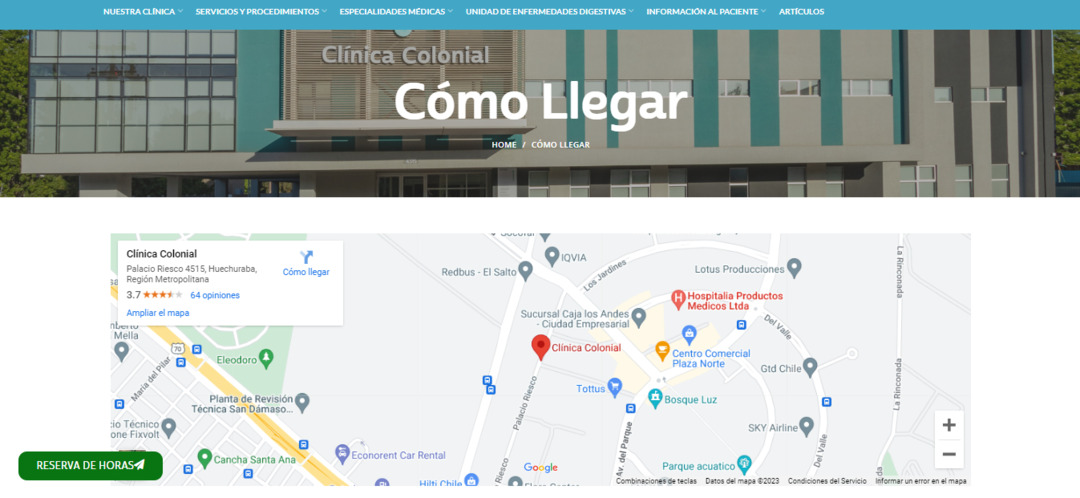 NUESTRA CLÍNICA SERVICIOS Y PROCEDIMIENTOS ESPECIALIDADES MÉDICAS UNIDAD DE ENFERMEDADES DIGESTIVAS INFORMACIÓN AL PACIENTE ARTÍCULOS
Clínica Colonial
Cómo Llegar
HOME / CÓMO LLEGAR
Clínica Colonial
Palacio Riesco 4515, Huechuraba,
Región Metropolitana
3.7 64 opiniones
Ampliar el mapa
Cómo llegar
IQVIA
Redbus - El Salto
Los Jardines
Lotus Producciones
La Rinconada
Hospitalia Productos
Medicos Ltda
Sucursal Caja los Andes
- Ciudad Empresarial
Del Valle
Mella
70
Eleodoro
Clínica Colonial
Centro Comercial
Plaza Norte
Gtd Chile
María del Pilar
Tottus
Palacio Riesco
Bosque Luz
La Rinconada
Planta de Revisión
Técnica San Dámaso...
Av. del Parque
SKY Airline
Del Valle
cio Técnico
one Fixvolt
Cancha Santa Ana
Econorent Car Rental
Parque acuatico
Google
Hilti Chile
Combinaciones de teclas Datos del mapa ©2023 Condiciones del Servicio Informar un error en el mapa
RESERVA DE HORAS